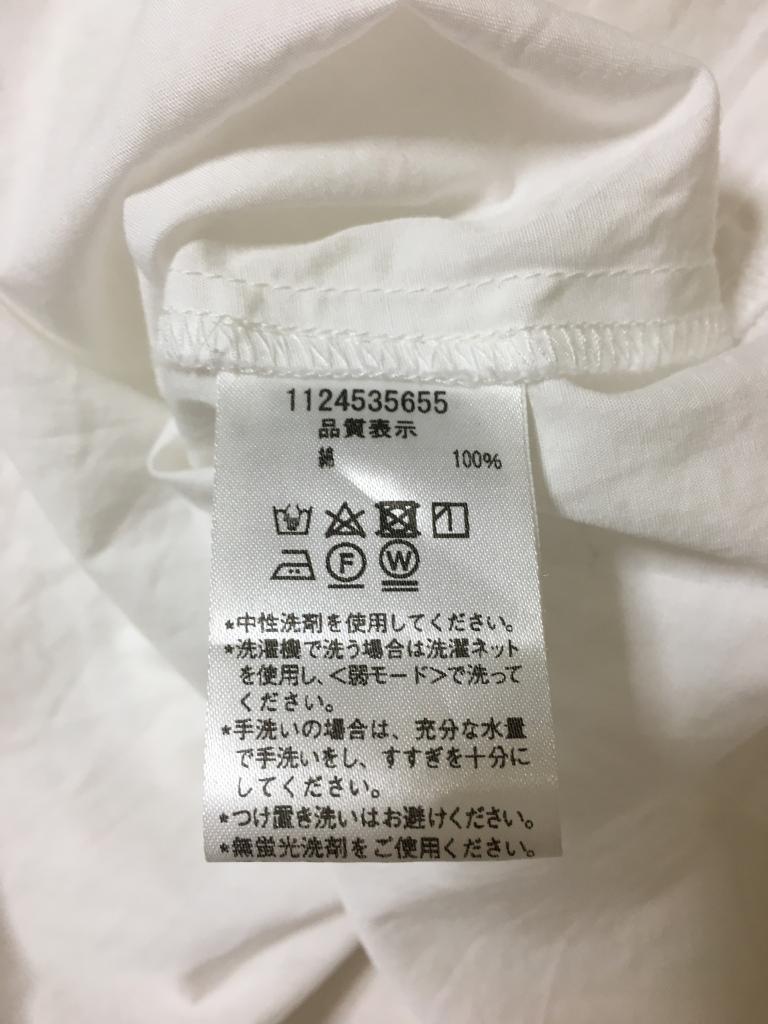 1124535655
品質表示
綿 100%
F W
*中性洗剤を使用してください。
*洗濯機で洗う場合は洗濯ネット
を使用し、<弱モード>で洗って
ください。
*手洗いの場合は、充分な水量
で手洗いをし、すすぎを十分に
してください。
*つけ置き洗いはお避けください。
*無蛍光洗剤をご使用ください。